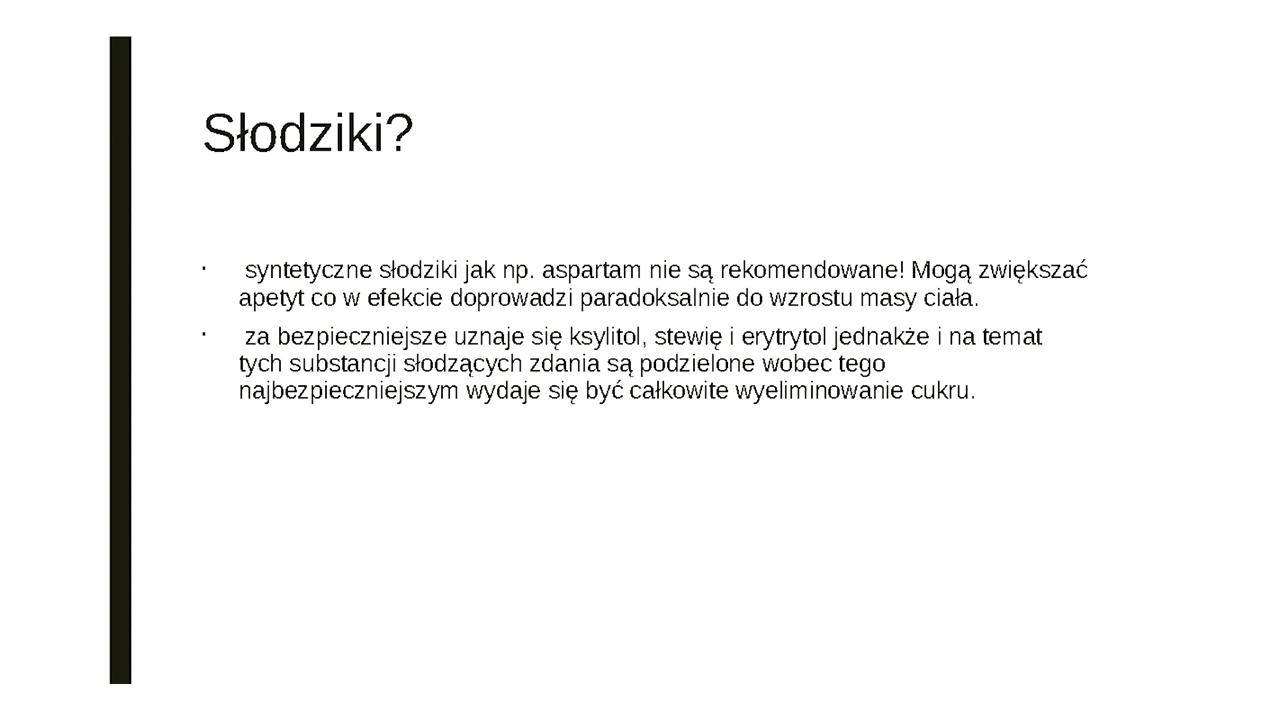 Słodziki?
· syntetyczne słodziki jak np. aspartam nie są rekomendowane! Mogą zwiększać
apetyt co w efekcie doprowadzi paradoksalnie do wzrostu masy ciała.
· za bezpieczniejsze uznaje się ksylitol, stewię i erytrytol jednakże i na temat
tych substancji słodzących zdania są podzielone wobec tego
najbezpieczniejszym wydaje się być całkowite wyeliminowanie cukru.